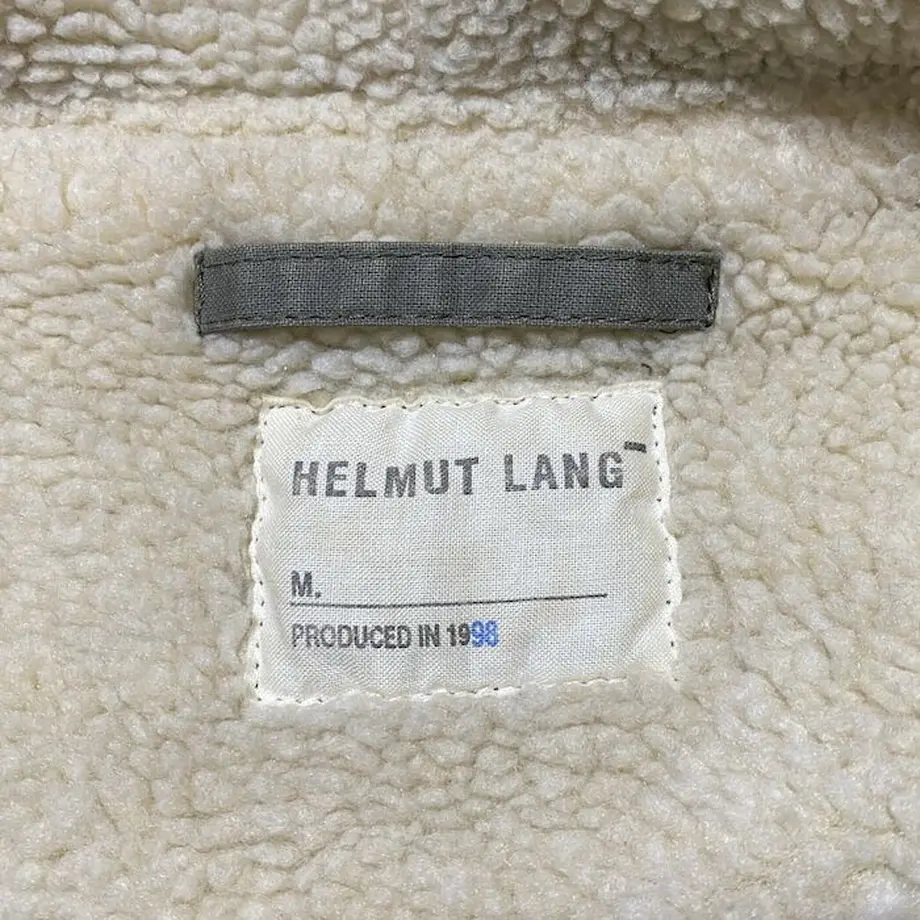 HELMUT LANG‾
M.
PRODUCED IN 1998